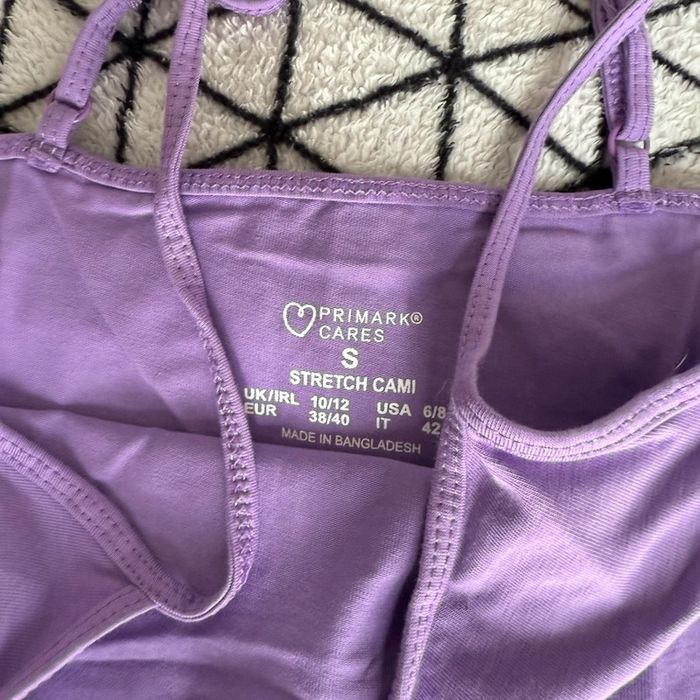 PRIMARK®
CARES
S
STRETCH CAMI
UK/IRL 10/12 USA 6/8
EUR 38/40 IT 42
MADE IN BANGLADESH